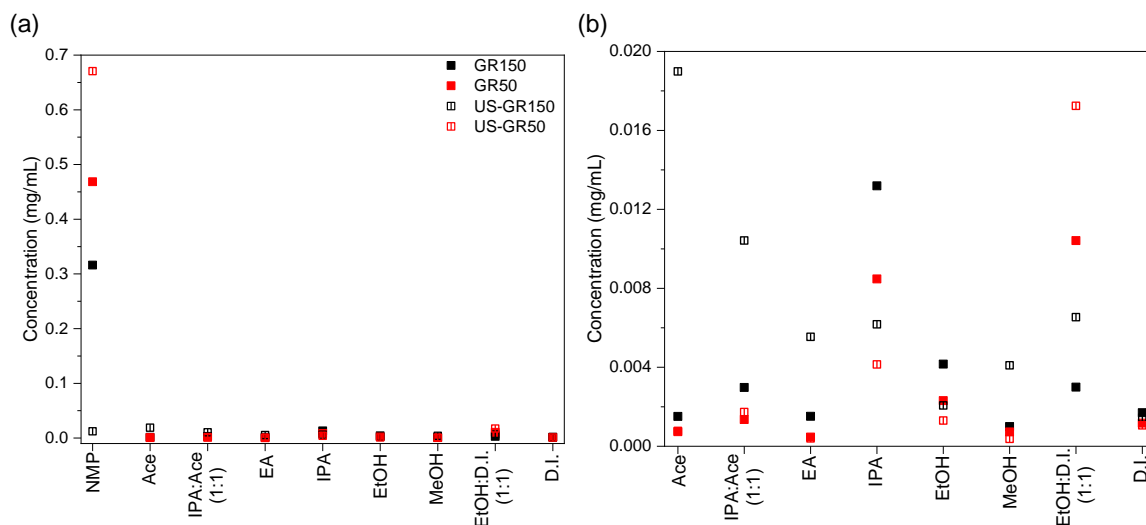 (a)
(b)
0.7
0.6
0.5
0.4
0.3
0.2
0.1
0.0
Concentration (mg/mL)
GR150
GR50
US-GR150
US-GR50
NMP
Ace
IPA:Ace
(1:1)
EA
IPA
EtOH
MeOH
EtOH:D.I.
(1:1)
D.I.
0.020
0.016
0.012
0.008
0.004
0.000
Concentration (mg/mL)
Ace
IPA:Ace
(1:1)
EA
IPA
EtOH
MeOH
EtOH:D.I.
(1:1)
D.I.